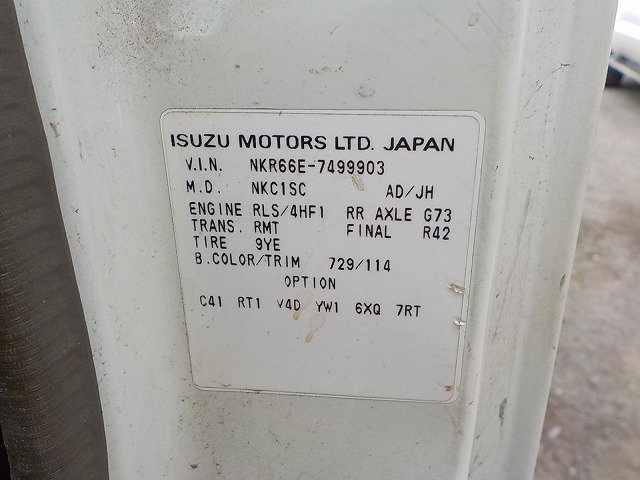 ISUZU MOTORS LTD. JAPAN
V.I.N. NKR66E-7499903
M.D. NKC1SC AD/JH
ENGINE RLS/4HF1 RR AXLE G73
TRANS. RMT FINAL R42
TIRE 9YE
B.COLOR/TRIM 729/114
OPTION
C41 RT1 V4D YW1 6XQ 7RT